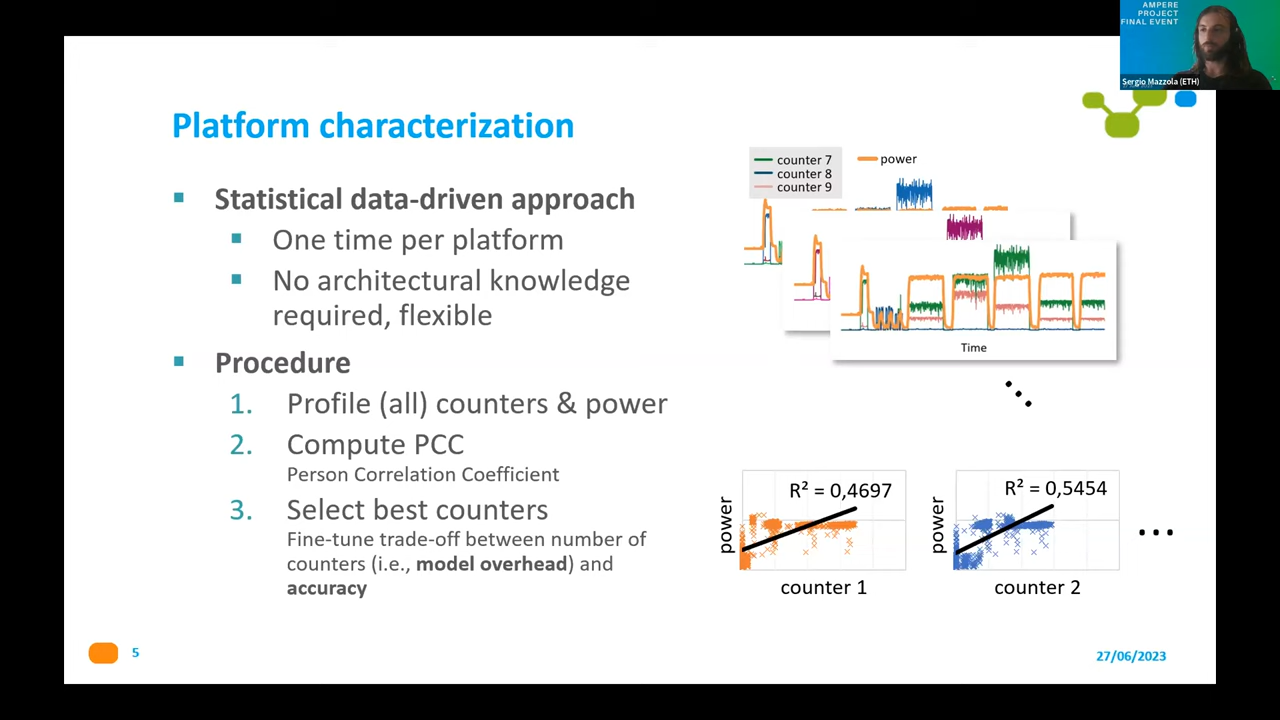 AMPERE
PROJECT
FINAL EVENT
Sergio Mazzola (ETH)
Platform characterization
Statistical data-driven approach
One time per platform
No architectural knowledge
required, flexible
Procedure
1. Profile (all) counters & power
2. Compute PCC
Person Correlation Coefficient
3. Select best counters
Fine-tune trade-off between number of
counters (i.e., model overhead) and
accuracy
counter 7
counter 8
counter 9
power
Time
R² = 0,4697
power
counter 1
R² = 0,5454
power
counter 2
...
5
27/06/2023